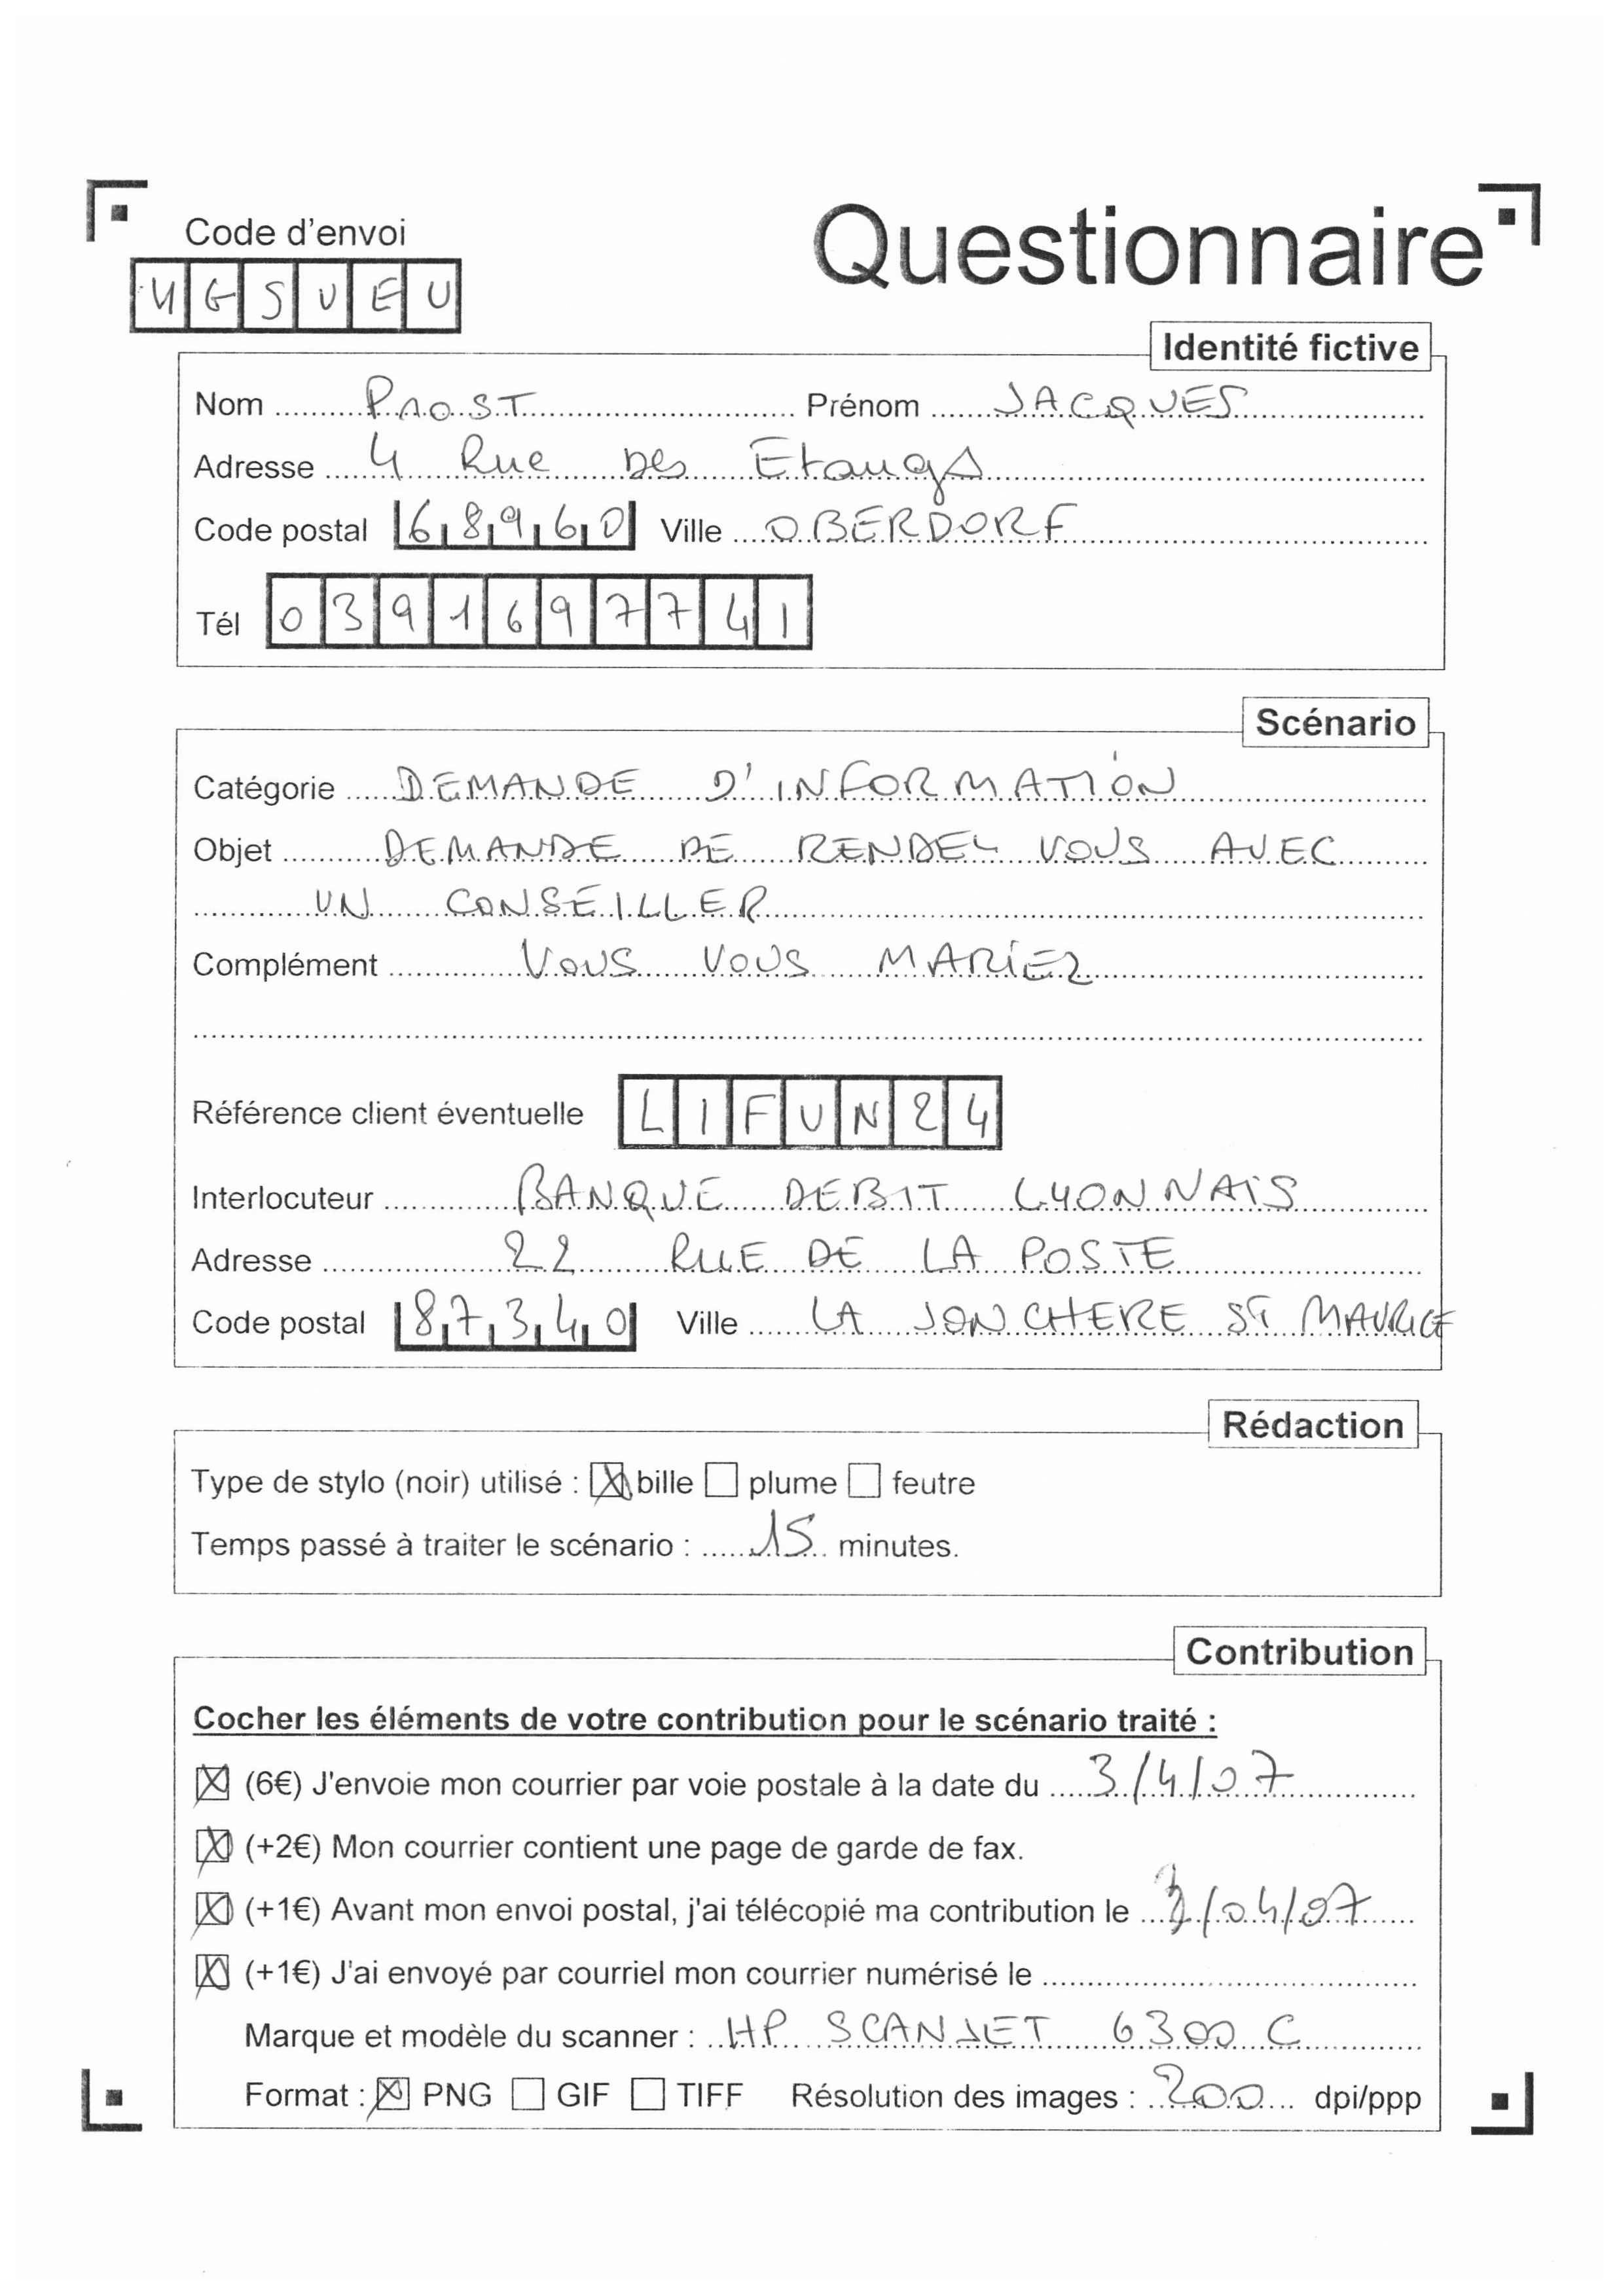 Code d'envoi
Questionnaire
4GSVEU
Identité fictive
Nom PROST Prénom JACQUES
Adresse 4 Rue Des Etangs
Code postal 68960 Ville OBERDORF
Tél 0391697741
Scénario
Catégorie DEMANDE D'INFORMATION
Objet DEMANDE DE RENDEZ VOUS AVEC
UN CONSEILLER
Complément VOUS VOUS MARIEZ
Référence client éventuelle LIFUN24
Interlocuteur BANQUE DEBIT LYONNAIS
Adresse 22 RUE DE LA POSTE
Code postal 87340 Ville LA JONCHERE ST MAURICE
Rédaction
Type de stylo (noir) utilisé : bille plume feutre
Temps passé à traiter le scénario : 15 minutes.
Contribution
Cocher les éléments de votre contribution pour le scénario traité :
(6€) J'envoie mon courrier par voie postale à la date du 3/4/07
(+2€) Mon courrier contient une page de garde de fax.
(+1€) Avant mon envoi postal, j'ai télécopié ma contribution le 3/04/07
(+1€) J'ai envoyé par courriel mon courrier numérisé le
Marque et modèle du scanner : HP SCANJET 6300 C
Format : PNG GIF TIFF Résolution des images : 200 dpi/ppp